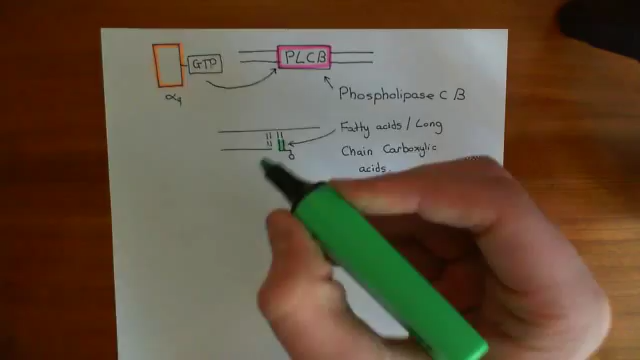 GTP
PLCB
αq
Phospholipase C B
Fatty acids / Long
Chain Carboxylic
acids.